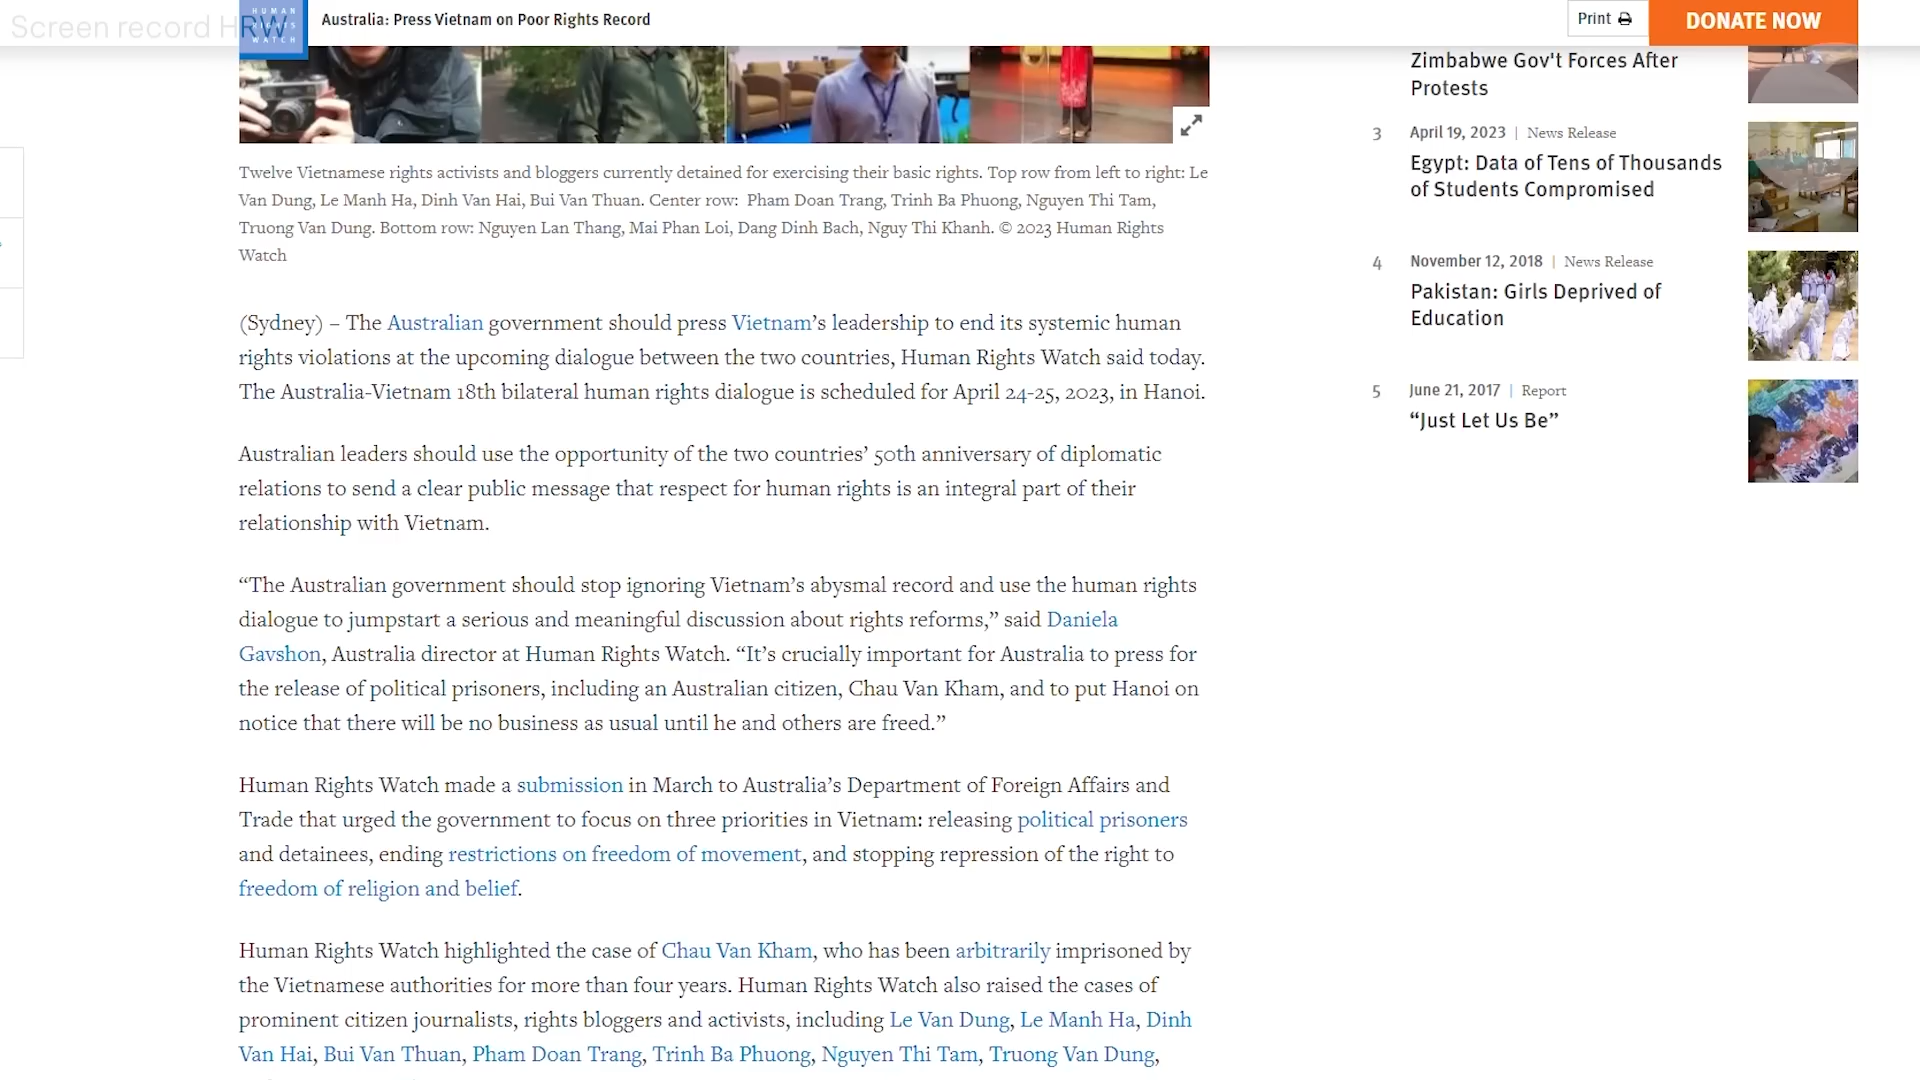 Screen record HRW
HUMAN
RIGHTS
WATCH
Australia: Press Vietnam on Poor Rights Record
Print
DONATE NOW
Twelve Vietnamese rights activists and bloggers currently detained for exercising their basic rights. Top row from left to right: Le
Van Dung, Le Manh Ha, Dinh Van Hai, Bui Van Thuan. Center row:  Pham Doan Trang, Trinh Ba Phuong, Nguyen Thi Tam,
Truong Van Dung. Bottom row: Nguyen Lan Thang, Mai Phan Loi, Dang Dinh Bach, Nguy Thi Khanh. © 2023 Human Rights
Watch
(Sydney) – The Australian government should press Vietnam’s leadership to end its systemic human
rights violations at the upcoming dialogue between the two countries, Human Rights Watch said today.
The Australia-Vietnam 18th bilateral human rights dialogue is scheduled for April 24-25, 2023, in Hanoi.
Australian leaders should use the opportunity of the two countries’ 50th anniversary of diplomatic
relations to send a clear public message that respect for human rights is an integral part of their
relationship with Vietnam.
“The Australian government should stop ignoring Vietnam’s abysmal record and use the human rights
dialogue to jumpstart a serious and meaningful discussion about rights reforms,” said Daniela
Gavshon, Australia director at Human Rights Watch. “It’s crucially important for Australia to press for
the release of political prisoners, including an Australian citizen, Chau Van Kham, and to put Hanoi on
notice that there will be no business as usual until he and others are freed.”
Human Rights Watch made a submission in March to Australia’s Department of Foreign Affairs and
Trade that urged the government to focus on three priorities in Vietnam: releasing political prisoners
and detainees, ending restrictions on freedom of movement, and stopping repression of the right to
freedom of religion and belief.
Human Rights Watch highlighted the case of Chau Van Kham, who has been arbitrarily imprisoned by
the Vietnamese authorities for more than four years. Human Rights Watch also raised the cases of
prominent citizen journalists, rights bloggers and activists, including Le Van Dung, Le Manh Ha, Dinh
Van Hai, Bui Van Thuan, Pham Doan Trang, Trinh Ba Phuong, Nguyen Thi Tam, Truong Van Dung,
Zimbabwe Gov't Forces After
Protests
3 April 19, 2023 | News Release
Egypt: Data of Tens of Thousands
of Students Compromised
4 November 12, 2018 | News Release
Pakistan: Girls Deprived of
Education
5 June 21, 2017 | Report
“Just Let Us Be”